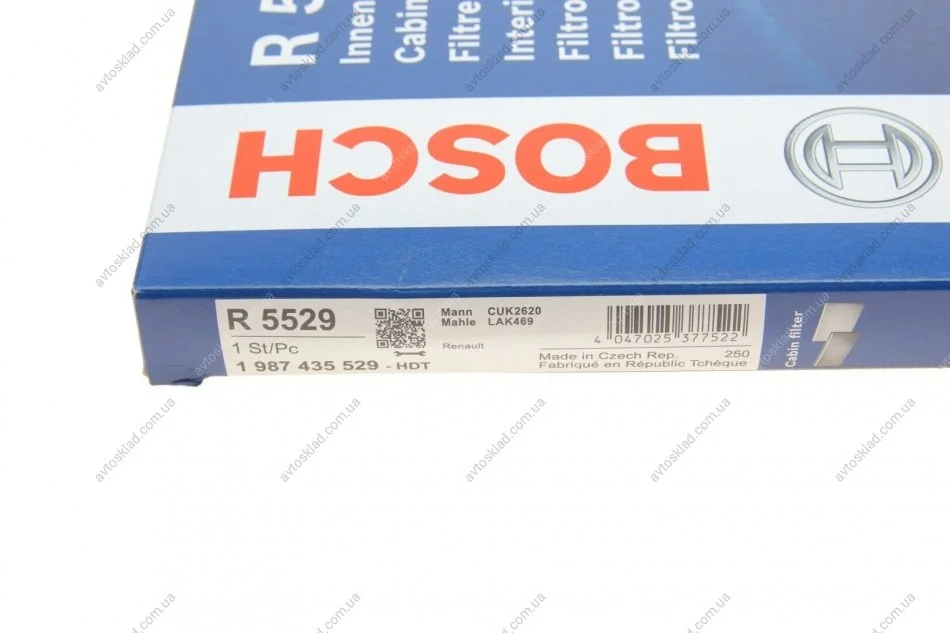 R 5
Innen
Cabin
Filtre
Interi
Filtro
Filtro
Filtro
BOSCH
R 5529
1 St/Pc
1 987 435 529 - HDT
Mann CUK2620
Mahle LAK469
Renault
4 047025 377522
Made in Czech Rep. 250
Fabriqué en Républic Tchèque
Cabin filter
avtosklad.com.ua